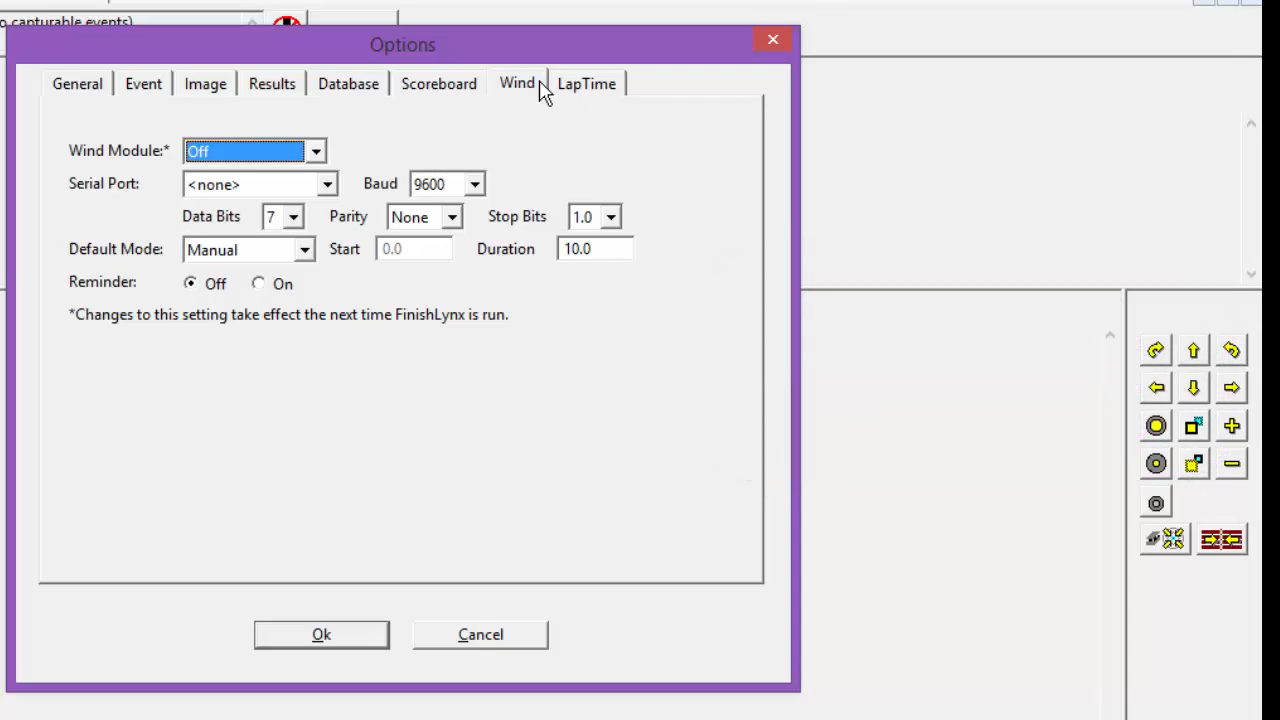 o capturable events)
Options
General Event Image Results Database Scoreboard Wind LapTime
Wind Module:* Off
Serial Port: <none> Baud 9600
Data Bits 7 Parity None Stop Bits 1.0
Default Mode: Manual Start 0.0 Duration 10.0
Reminder: Off On
*Changes to this setting take effect the next time FinishLynx is run.
Ok Cancel